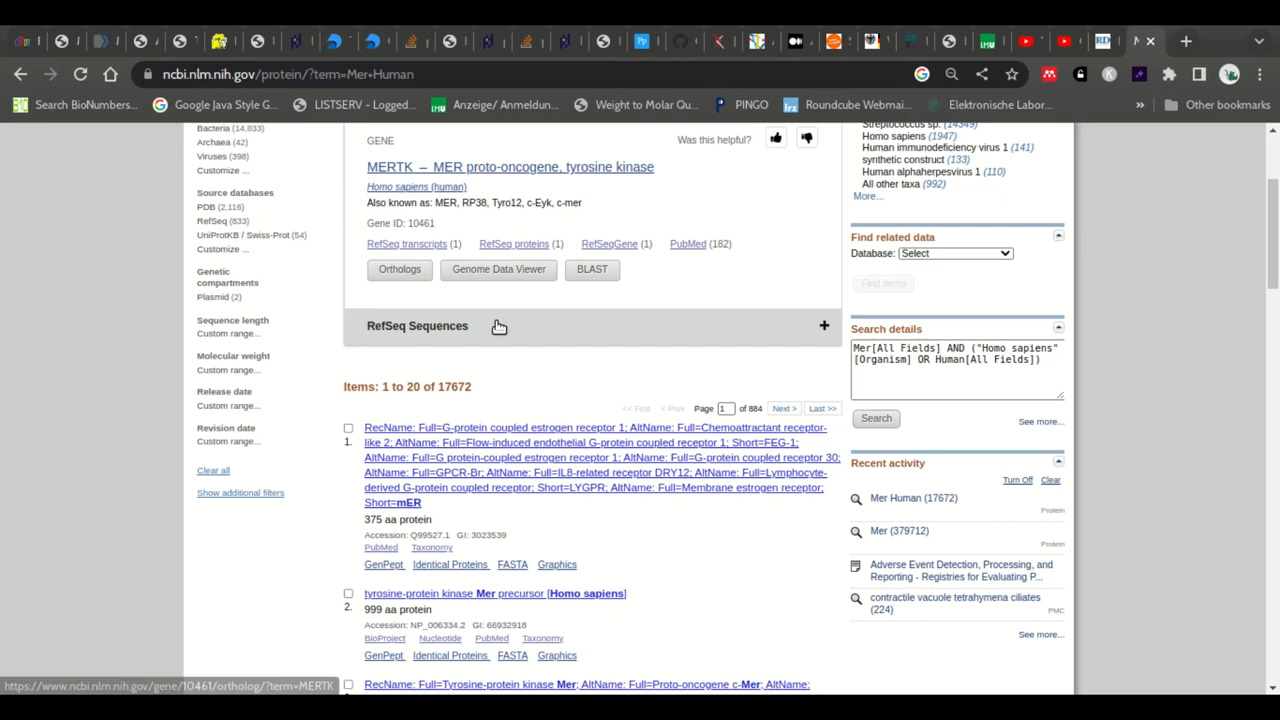 ncbi.nlm.nih.gov/protein/?term=Mer+Human
Search BioNumbers...
Google Java Style G...
LISTSERV - Logged...
Anzeige/ Anmeldun...
Weight to Molar Qu...
PINGO
Roundcube Webmai...
Elektronische Labor...
»
Other bookmarks
Bacteria (14,833)
Archaea (42)
Viruses (398)
Customize ...
Source databases
PDB (2,116)
RefSeq (833)
UniProtKB / Swiss-Prot (54)
Customize ...
Genetic
compartments
Plasmid (2)
Sequence length
Custom range...
Molecular weight
Custom range...
Release date
Custom range...
Revision date
Custom range...
Clear all
Show additional filters
GENE
Was this helpful?
MERTK – MER proto-oncogene, tyrosine kinase
Homo sapiens (human)
Also known as: MER, RP38, Tyro12, c-Eyk, c-mer
Gene ID: 10461
RefSeq transcripts (1) RefSeq proteins (1) RefSeqGene (1) PubMed (182)
Orthologs Genome Data Viewer BLAST
RefSeq Sequences +
Items: 1 to 20 of 17672
<< First < Prev Page 1 of 884 Next > Last >>
RecName: Full=G-protein coupled estrogen receptor 1; AltName: Full=Chemoattractant receptor-
1. like 2; AltName: Full=Flow-induced endothelial G-protein coupled receptor 1; Short=FEG-1;
AltName: Full=G protein-coupled estrogen receptor 1; AltName: Full=G-protein coupled receptor 30;
AltName: Full=GPCR-Br; AltName: Full=IL8-related receptor DRY12; AltName: Full=Lymphocyte-
derived G-protein coupled receptor; Short=LYGPR; AltName: Full=Membrane estrogen receptor;
Short=mER
375 aa protein
Accession: Q99527.1 GI: 3023539
PubMed Taxonomy
GenPept Identical Proteins FASTA Graphics
tyrosine-protein kinase Mer precursor [Homo sapiens]
2. 999 aa protein
Accession: NP_006334.2 GI: 66932918
BioProject Nucleotide PubMed Taxonomy
GenPept Identical Proteins FASTA Graphics
RecName: Full=Tyrosine-protein kinase Mer; AltName: Full=Proto-oncogene c-Mer; AltName:
Streptococcus sp. (14349)
Homo sapiens (1947)
Human immunodeficiency virus 1 (141)
synthetic construct (133)
Human alphaherpesvirus 1 (110)
All other taxa (992)
More...
Find related data
Database: Select
Find items
Search details
Mer[All Fields] AND ("Homo sapiens"
[Organism] OR Human[All Fields])
Search
See more...
Recent activity
Turn Off Clear
Mer Human (17672)
Protein
Mer (379712)
Protein
Adverse Event Detection, Processing, and
Reporting - Registries for Evaluating P...
contractile vacuole tetrahymena ciliates
(224)
PMC
See more...
https://www.ncbi.nlm.nih.gov/gene/10461/ortholog/?term=MERTK